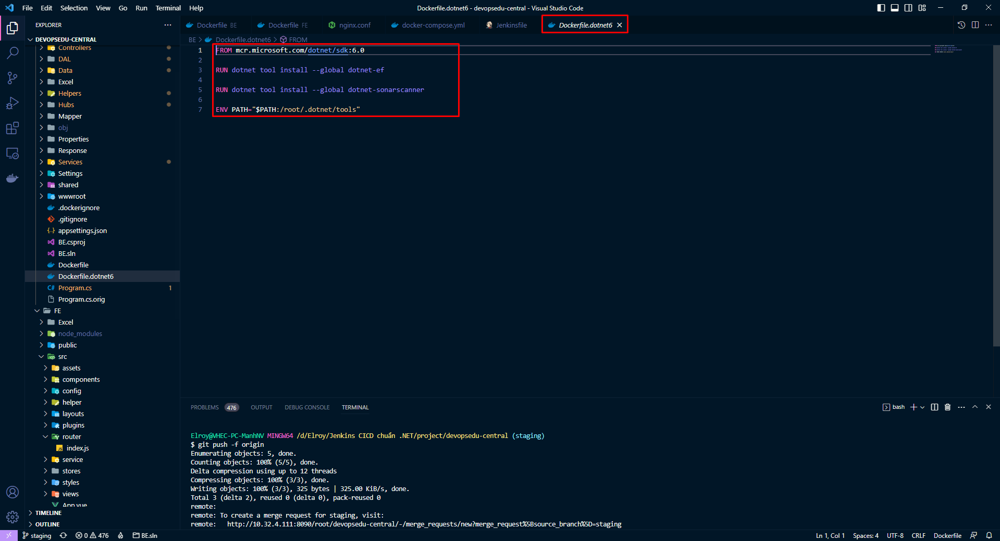 File Edit Selection View Go Run Terminal Help
Dockerfile.dotnet6 - devopsedu-central - Visual Studio Code
EXPLORER
DEVOPSEDU-CENTRAL
Controllers
DAL
Data
Excel
Helpers
Hubs
Mapper
obj
Properties
Response
Services
Settings
shared
wwwroot
.dockerignore
.gitignore
appsettings.json
BE.csproj
BE.sln
Dockerfile
Dockerfile.dotnet6
Program.cs 1
Program.cs.orig
FE
Excel
node_modules
public
src
assets
components
config
helper
layouts
plugins
router
JS index.js
service
stores
styles
views
App.vue
TIMELINE
OUTLINE
Dockerfile BE Dockerfile FE nginx.conf docker-compose.yml Jenkinsfile Dockerfile.dotnet6
BE > Dockerfile.dotnet6 > FROM
1 FROM mcr.microsoft.com/dotnet/sdk:6.0
2
3 RUN dotnet tool install --global dotnet-ef
4
5 RUN dotnet tool install --global dotnet-sonarscanner
6
7 ENV PATH="$PATH:/root/.dotnet/tools"
PROBLEMS 476 OUTPUT DEBUG CONSOLE TERMINAL bash
Elroy@VHEC-PC-ManhNV MINGW64 /d/Elroy/Jenkins CICD chuẩn .NET/project/devopsedu-central (staging)
$ git push -f origin
Enumerating objects: 5, done.
Counting objects: 100% (5/5), done.
Delta compression using up to 12 threads
Compressing objects: 100% (3/3), done.
Writing objects: 100% (3/3), 325 bytes | 325.00 KiB/s, done.
Total 3 (delta 2), reused 0 (delta 0), pack-reused 0
remote:
remote: To create a merge request for staging, visit:
remote:   http://10.32.4.111:8090/root/devopsedu-central/-/merge_requests/new?merge_request%5Bsource_branch%5D=staging
staging 0 476 BE.sln
Ln 1, Col 1 Spaces: 4 UTF-8 CRLF Dockerfile